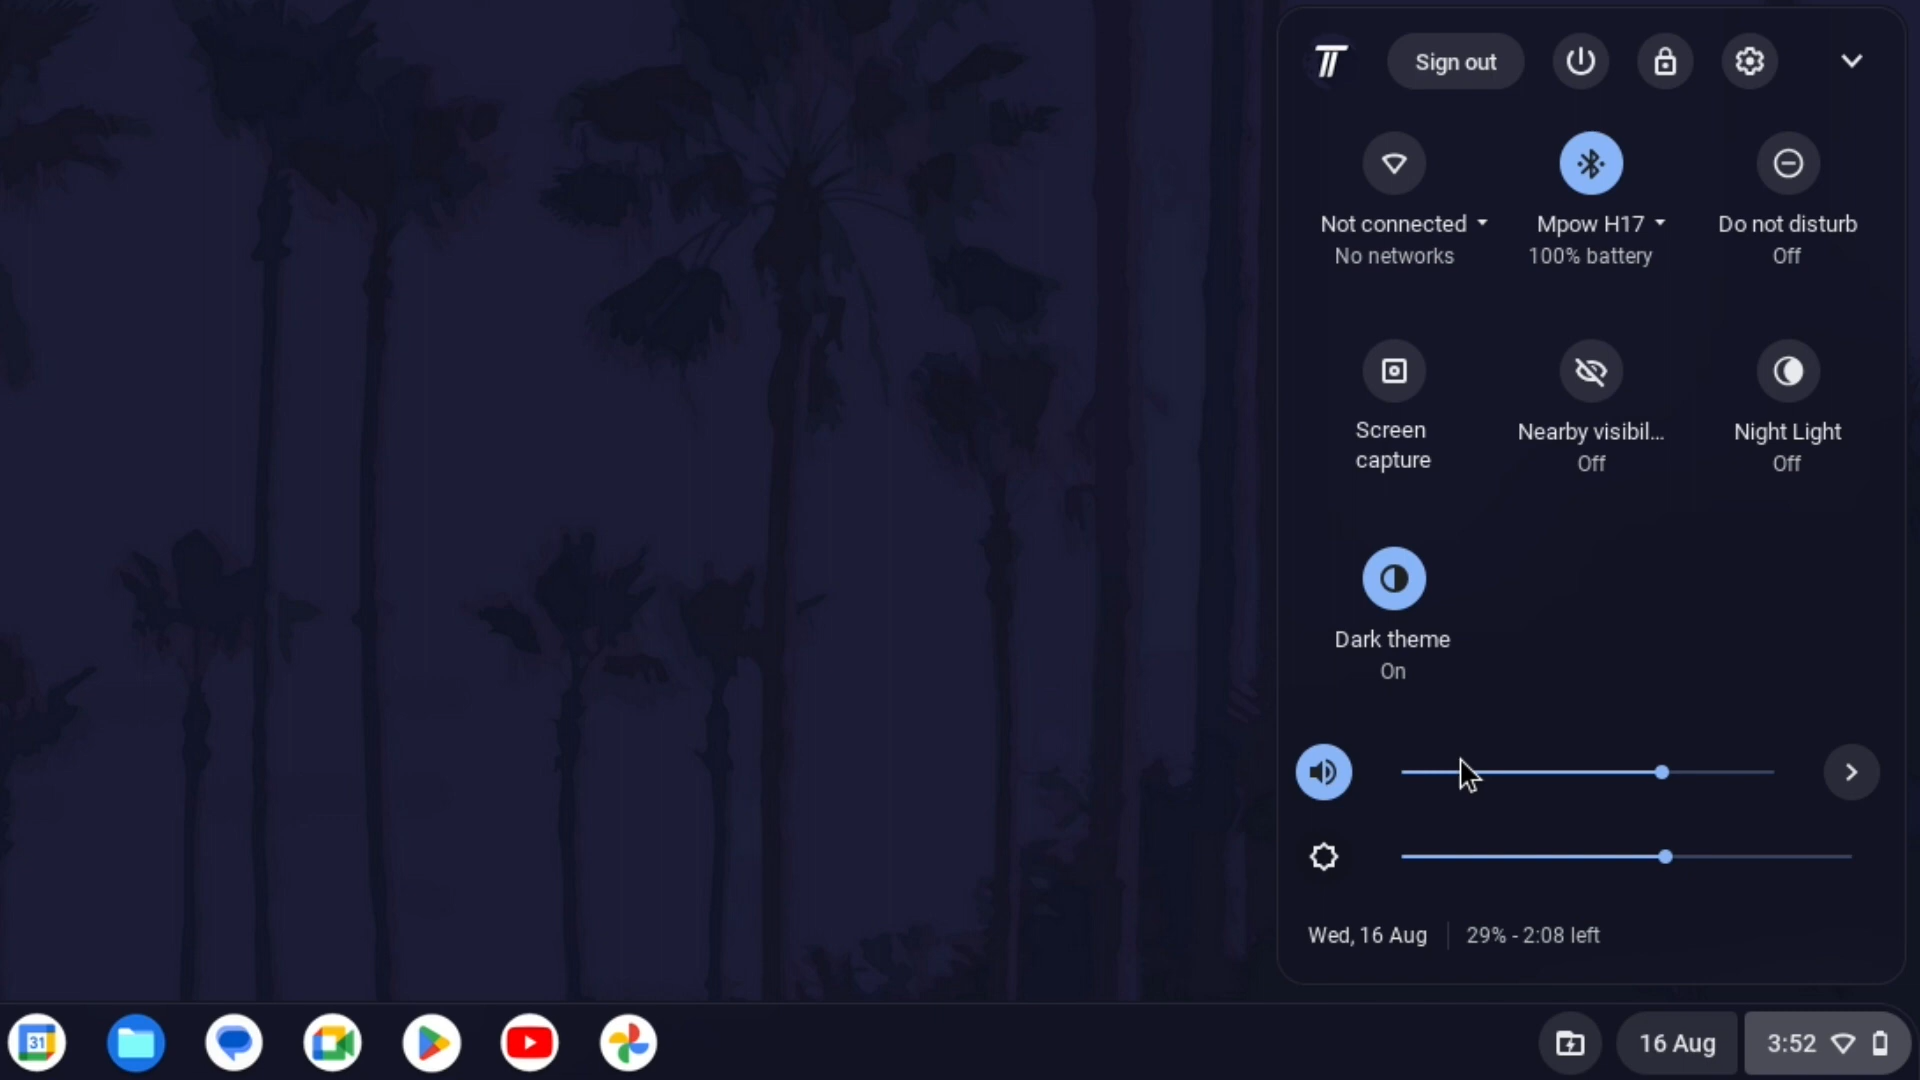 Sign out
Not connected
No networks
Mpow H17
100% battery
Do not disturb
Off
Screen
capture
Nearby visibil...
Off
Night Light
Off
Dark theme
On
Wed, 16 Aug
29% - 2:08 left
31
16 Aug
3:52